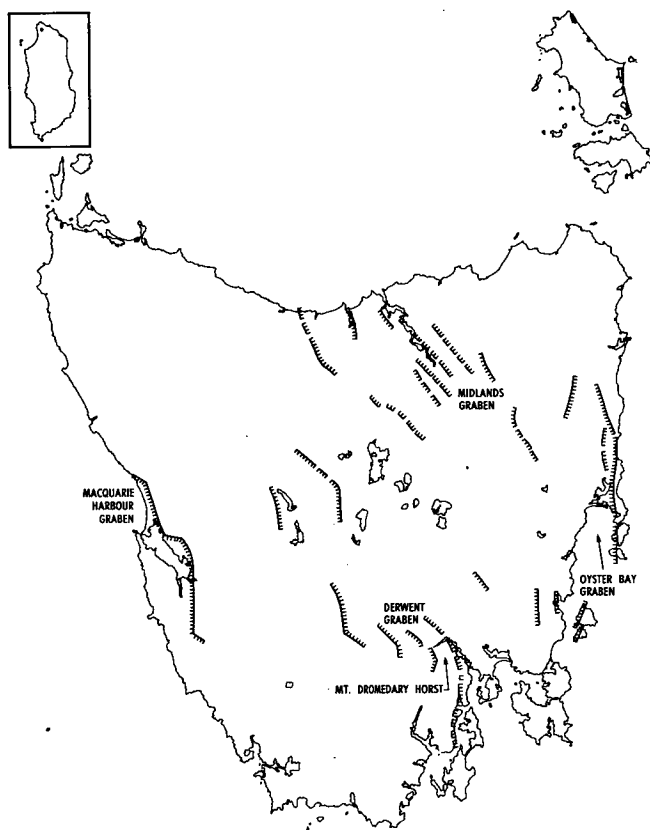 MIDLANDS
GRABEN
MACQUARIE
HARBOUR
GRABEN
OYSTER BAY
GRABEN
DERWENT
GRABEN
MT. DROMEDARY HORST